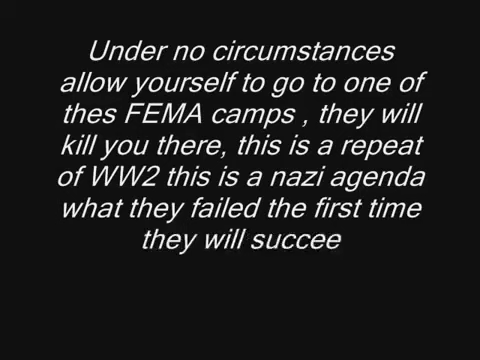 Under no circumstances
allow yourself to go to one of
thes FEMA camps , they will
kill you there, this is a repeat
of WW2 this is a nazi agenda
what they failed the first time
they will succee